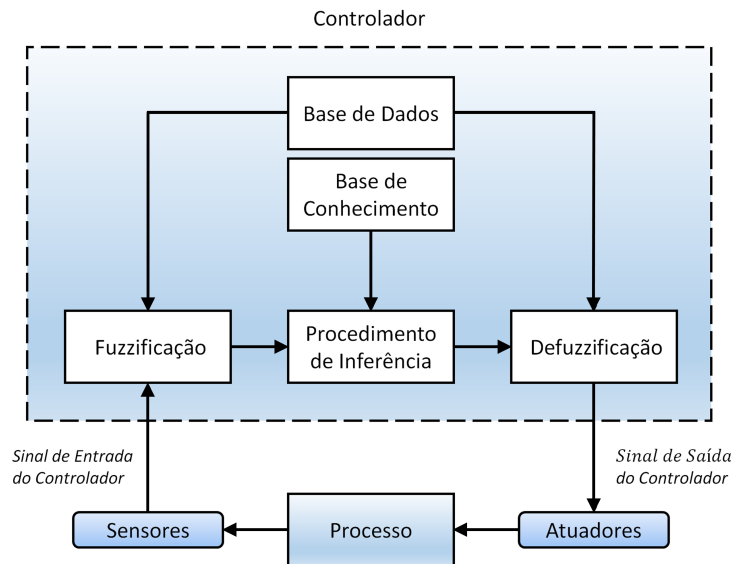 Controlador
Base de Dados
Base de
Conhecimento
Fuzzificação
Procedimento
de Inferência
Defuzzificação
Sinal de Entrada
do Controlador
Sinal de Saída
do Controlador
Sensores
Processo
Atuadores